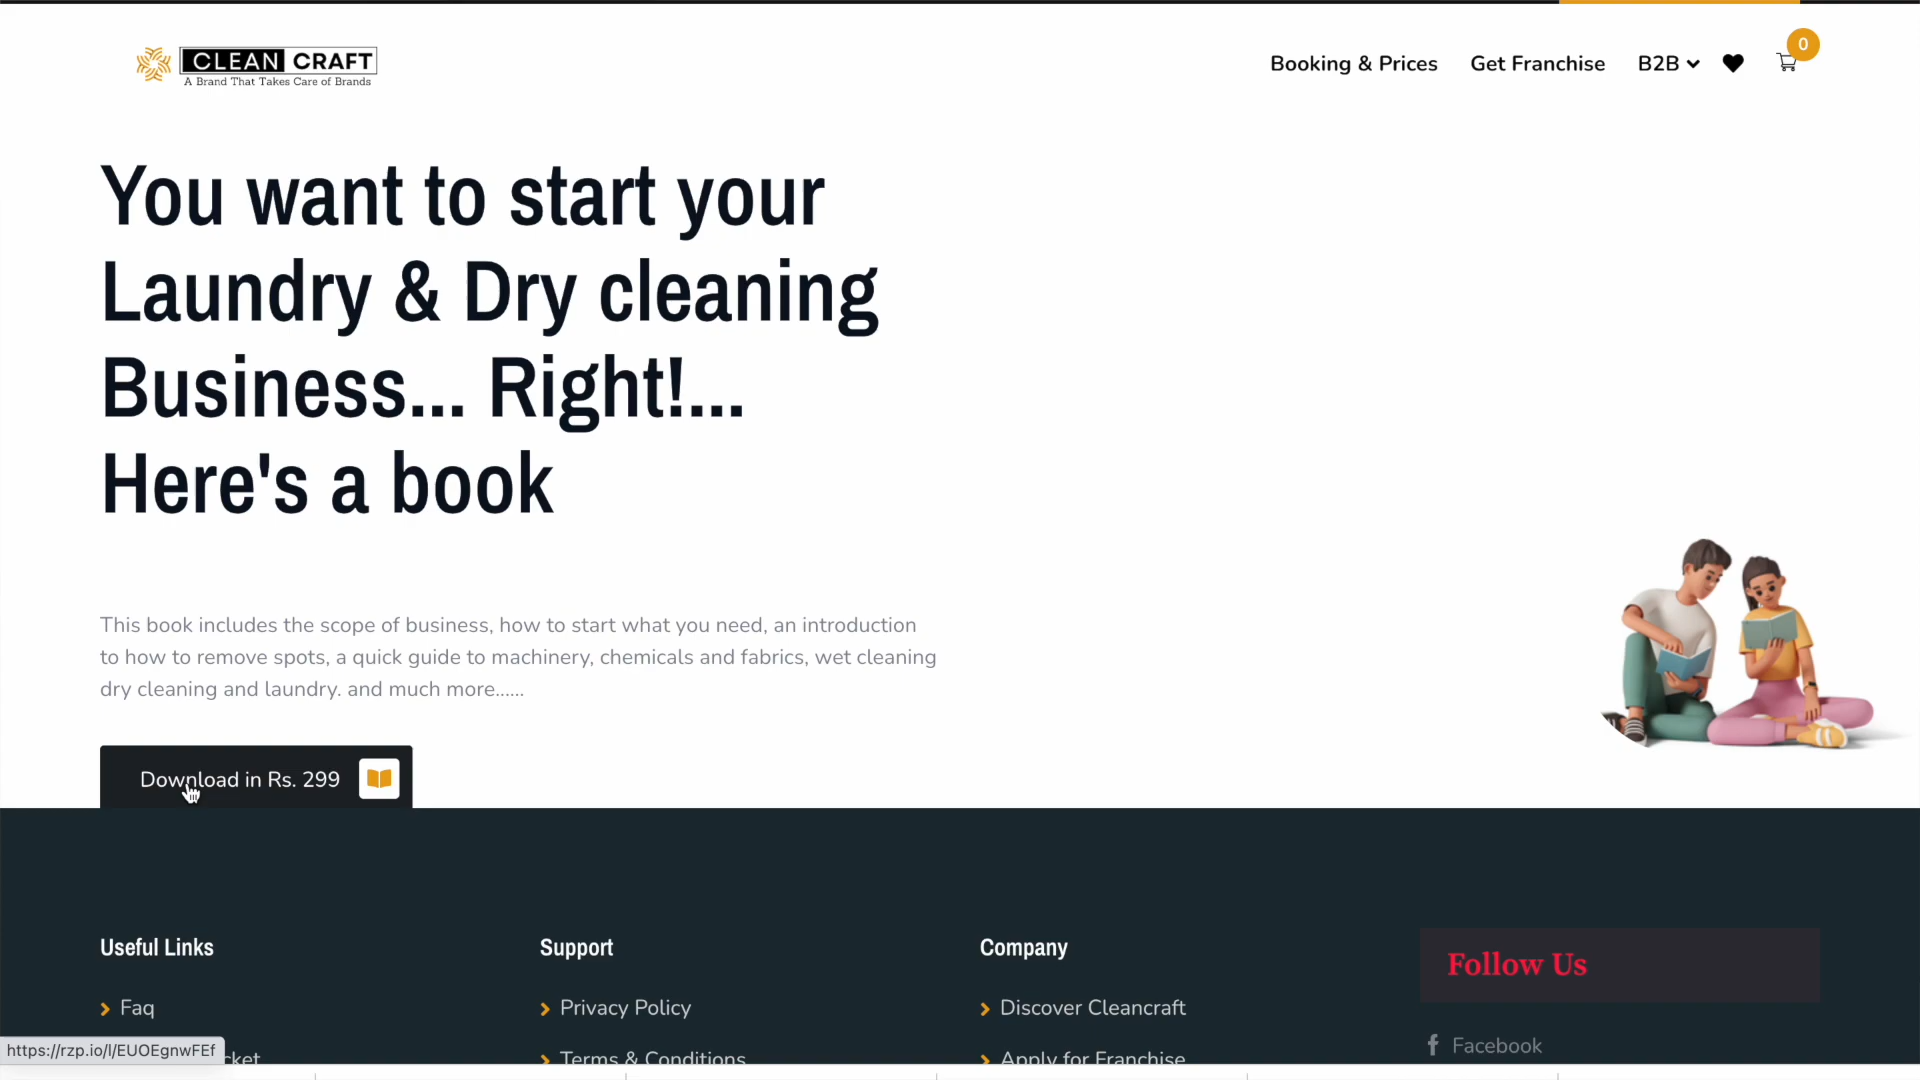 CLEAN CRAFT
A Brand That Takes Care of Brands
Booking & Prices
Get Franchise
B2B
0
You want to start your
Laundry & Dry cleaning
Business... Right!...
Here's a book
This book includes the scope of business, how to start what you need, an introduction
to how to remove spots, a quick guide to machinery, chemicals and fabrics, wet cleaning
dry cleaning and laundry. and much more......
Download in Rs. 299
Useful Links
Faq
Support
Privacy Policy
Terms & Conditions
Company
Discover Cleancraft
Apply for Franchise
Follow Us
Facebook
https://rzp.io/l/EUOEgnwFEf